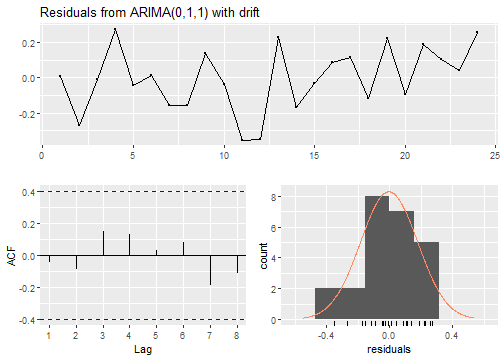 Residuals from ARIMA(0,1,1) with drift
0.2
0.0
-0.2
0 5 10 15 20 25
0.4
0.2
0.0
-0.2
-0.4
ACF
1 2 3 4 5 6 7 8
Lag
8
6
4
2
0
count
-0.4 0.0 0.4
residuals